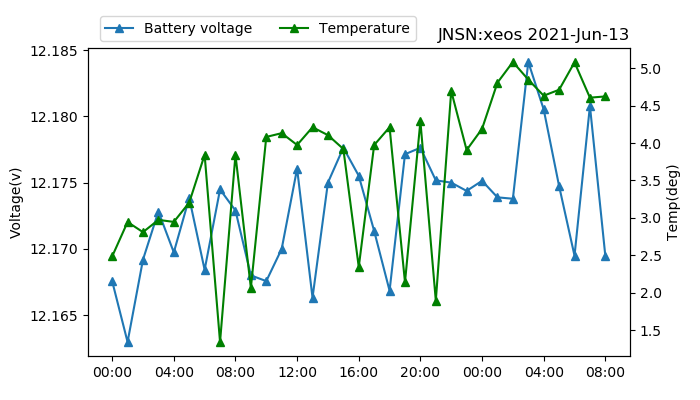 Battery voltage Temperature
JNSN:xeos 2021-Jun-13
12.185
12.180
12.175
12.170
12.165
Voltage(v)
5.0
4.5
4.0
3.5
3.0
2.5
2.0
1.5
Temp(deg)
00:00 04:00 08:00 12:00 16:00 20:00 00:00 04:00 08:00